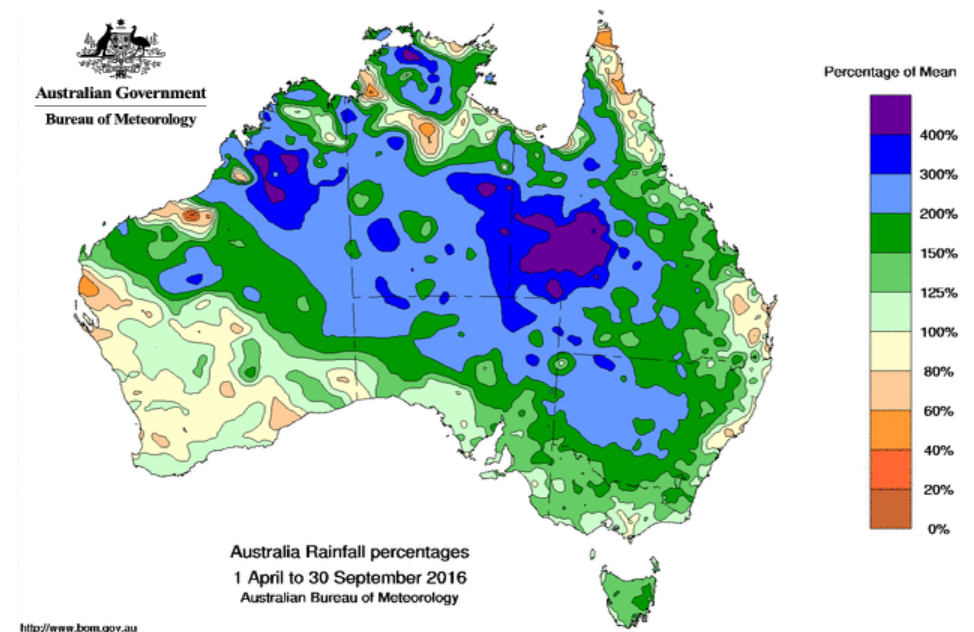 Australian Government
Bureau of Meteorology
Percentage of Mean
400%
300%
200%
150%
125%
100%
80%
60%
40%
20%
0%
Australia Rainfall percentages
1 April to 30 September 2016
Australian Bureau of Meteorology
http://www.bom.gov.au